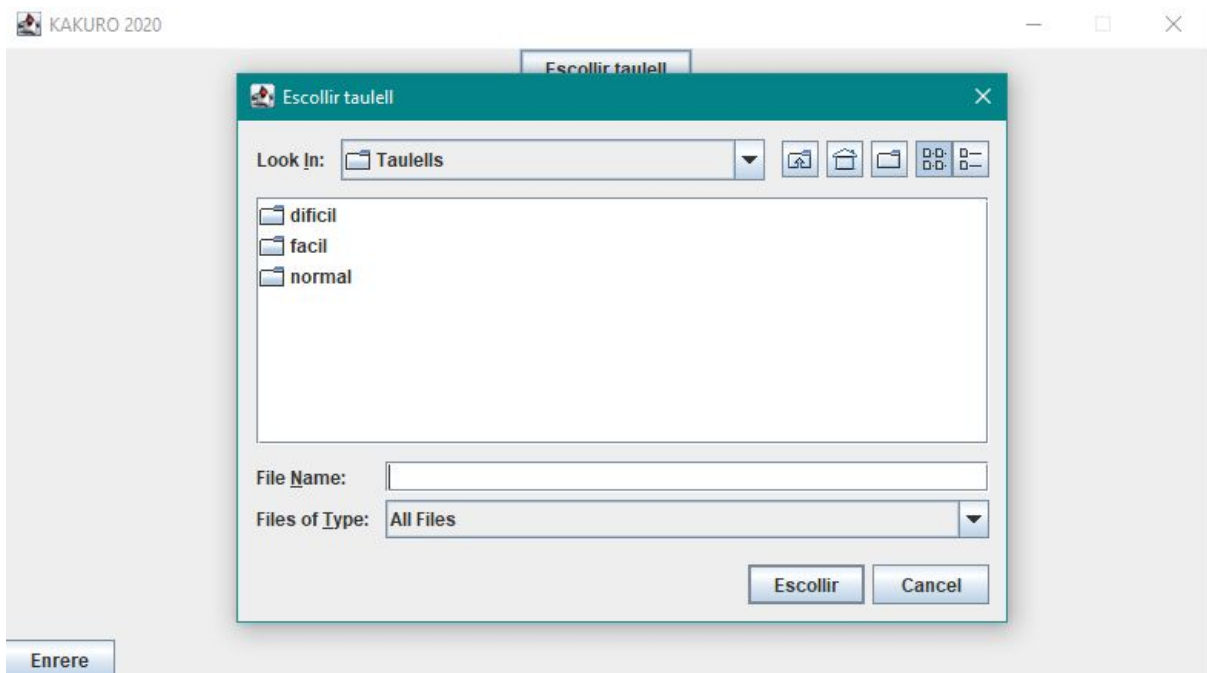 KAKURO 2020
Escollir taulell
Escollir taulell
Look In: Taulells
dificil
facil
normal
File Name:
Files of Type: All Files
Escollir Cancel
Enrere